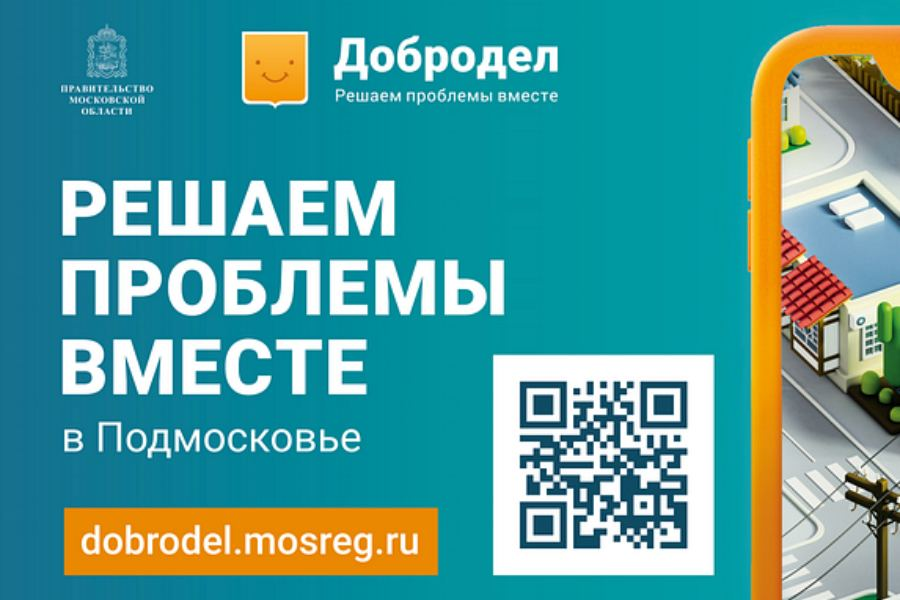 ПРАВИТЕЛЬСТВО
МОСКОВСКОЙ
ОБЛАСТИ
Добродел
Решаем проблемы вместе
РЕШАЕМ
ПРОБЛЕМЫ
ВМЕСТЕ
в Подмосковье
dobrodel.mosreg.ru